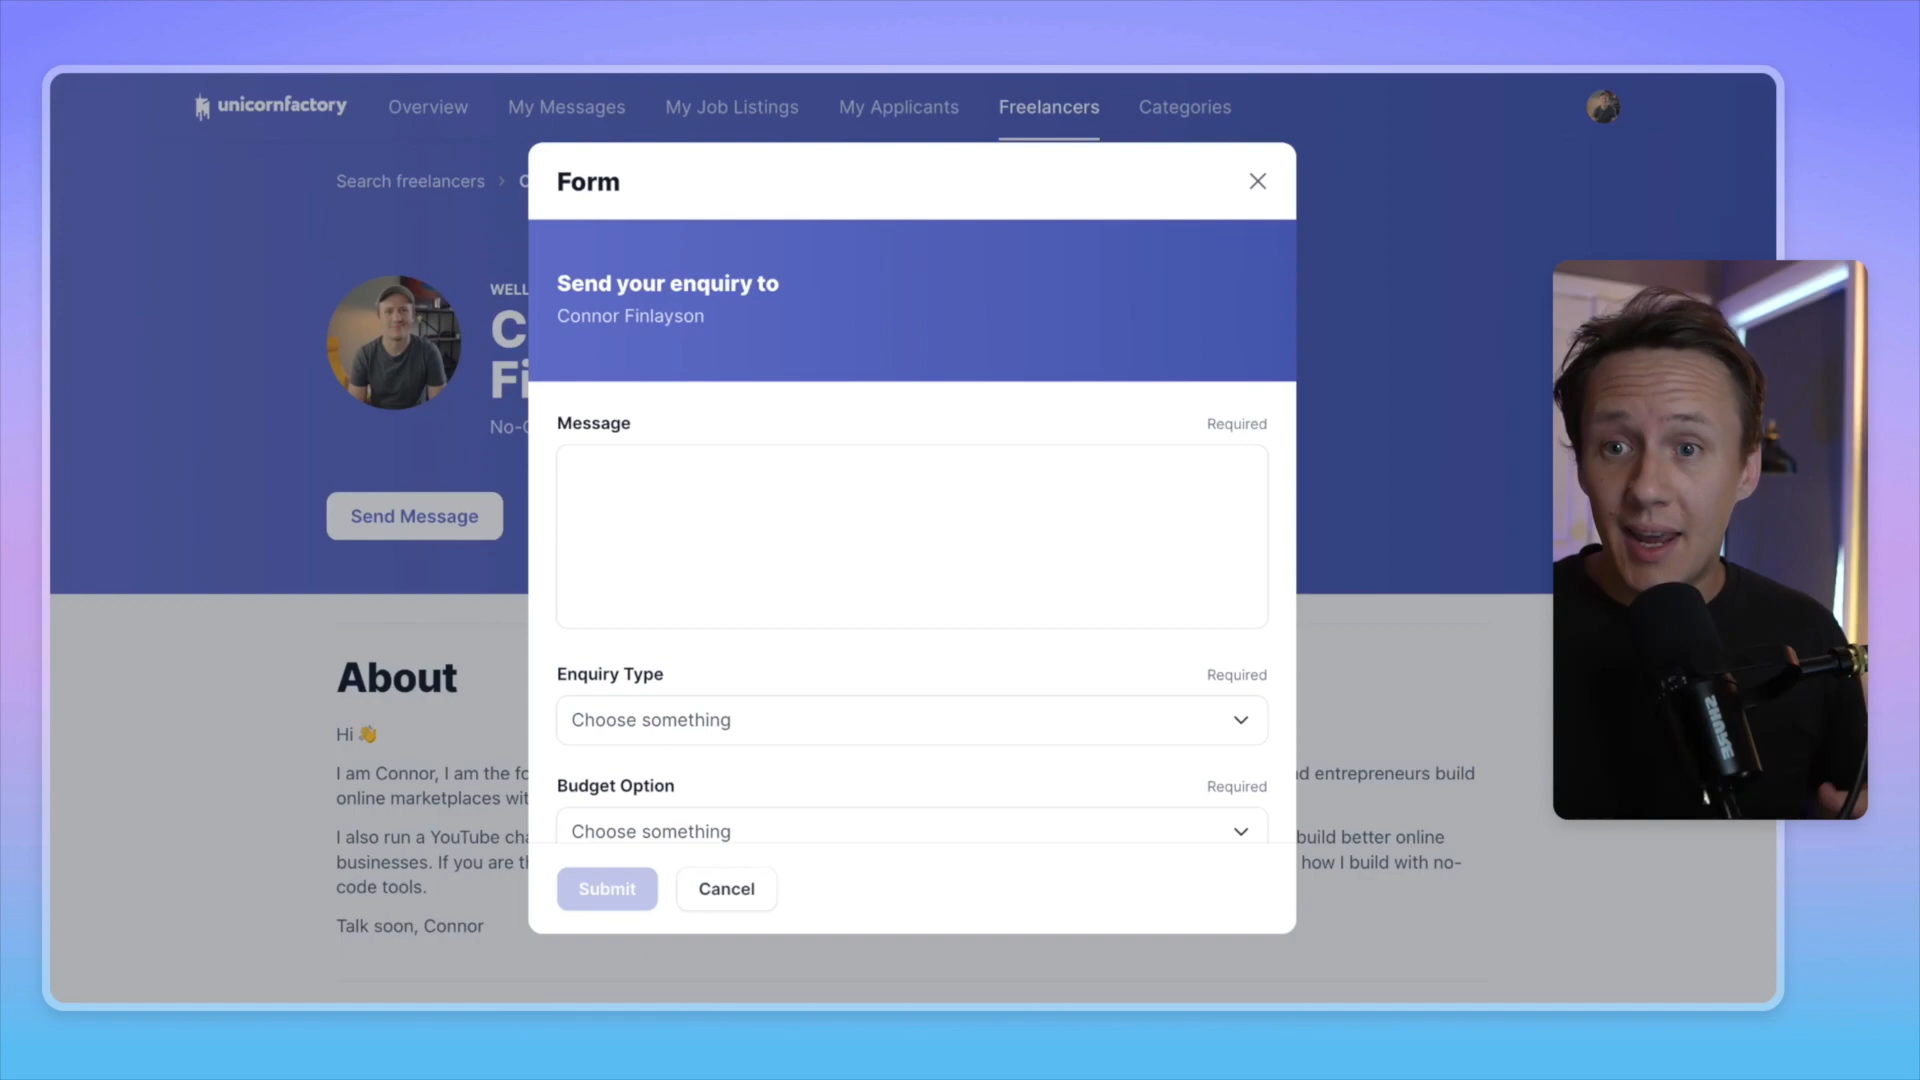 unicornfactory
Overview
My Messages
My Job Listings
My Applicants
Freelancers
Categories
Search freelancers
Form
Send your enquiry to
Connor Finlayson
Send Message
Message
Required
Enquiry Type
Required
Choose something
Budget Option
Required
Choose something
Submit
Cancel
About
Hi 👋
I am Connor, I am the
entrepreneurs build
online marketplaces
I also run a YouTube
build better online
businesses. If you are
how I build with no-
code tools.
Talk soon, Connor
SHURE